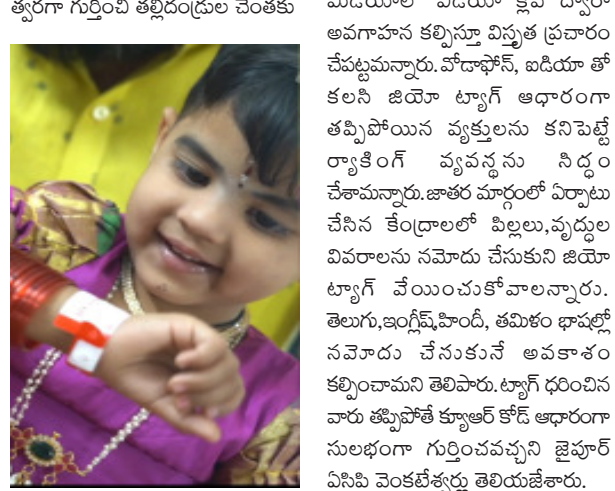 త్వరగా గుర్తించి తల్లిదండ్రుల చెంతకు
మీడియాలో వీడియో క్లిప్ ద్వారా
అవగాహన కల్పిస్తూ విస్తృత ప్రచారం
చేపట్టమన్నారు.వోడాఫోన్, ఐడియా తో
కలసి జియో ట్యాగ్ ఆధారంగా
తప్పిపోయిన వ్యక్తులను కనిపెట్టే
ర్యాకింగ్ వ్యవస్థను సిద్ధం
చేశామన్నారు.జాతర మార్గంలో ఏర్పాటు
చేసిన కేంద్రాలలో పిల్లలు,వృద్ధుల
వివరాలను నమోదు చేసుకుని జియో
ట్యాగ్ వేయించుకోవాలన్నారు.
తెలుగు,ఇంగ్లీష్,హిందీ, తమిళం భాషల్లో
నమోదు చేసుకునే అవకాశం
కల్పించామని తెలిపారు.ట్యాగ్ ధరించిన
వారు తప్పిపోతే క్యూఆర్ కోడ్ ఆధారంగా
సులభంగా గుర్తించవచ్చని జైపూర్
ఏసిపి వెంకటేశ్వర్లు తెలియజేశారు.